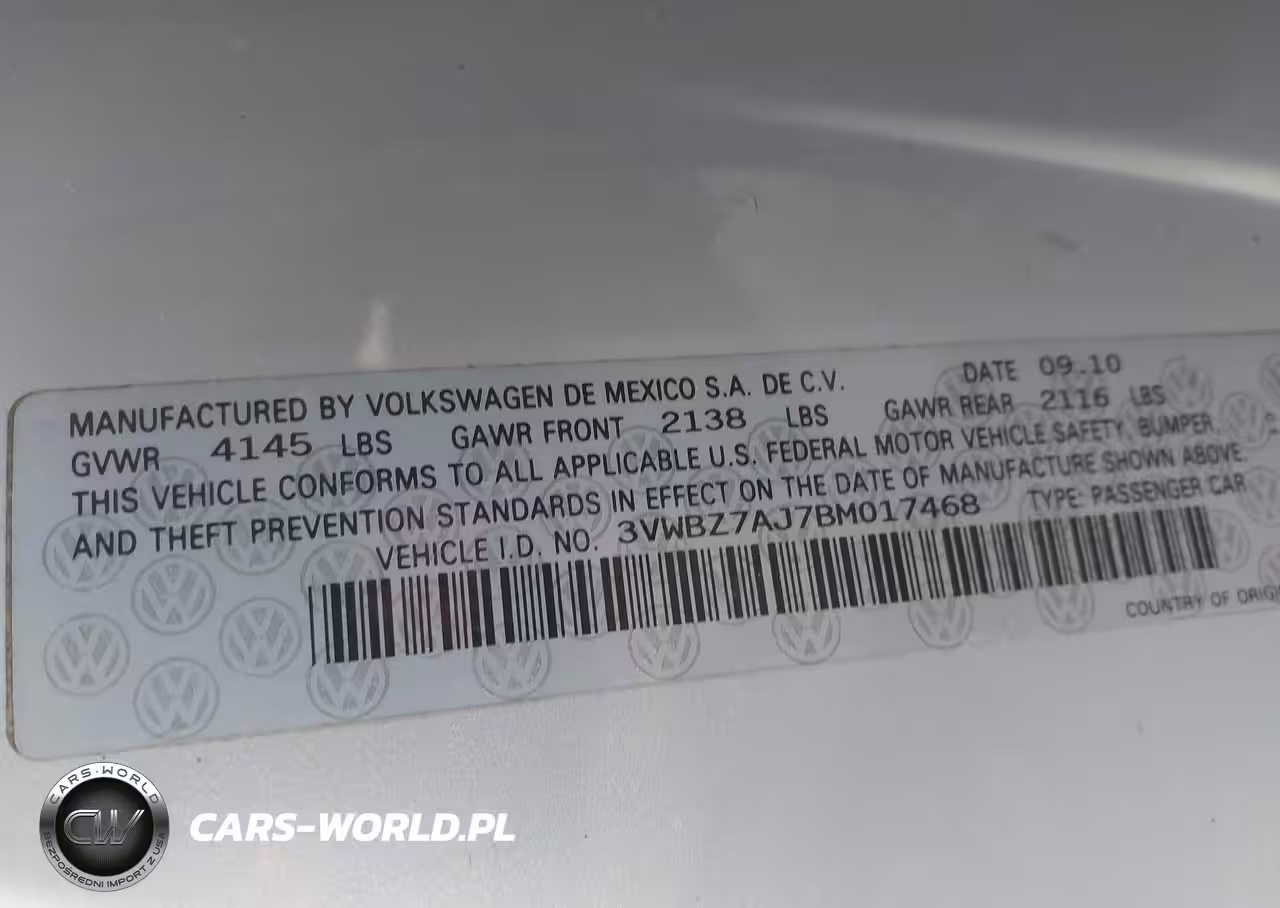 MANUFACTURED BY VOLKSWAGEN DE MEXICO S.A. DE C.V. DATE 09.10
GVWR 4145 LBS GAWR FRONT 2138 LBS GAWR REAR 2116 LBS
THIS VEHICLE CONFORMS TO ALL APPLICABLE U.S. FEDERAL MOTOR VEHICLE SAFETY, BUMPER,
AND THEFT PREVENTION STANDARDS IN EFFECT ON THE DATE OF MANUFACTURE SHOWN ABOVE.
VEHICLE I.D. NO. 3VWBZ7AJ7BM017468 TYPE: PASSENGER CAR
COUNTRY OF
CARS-WORLD
CW
BEZPOŚREDNI IMPORT Z USA
CARS-WORLD.PL